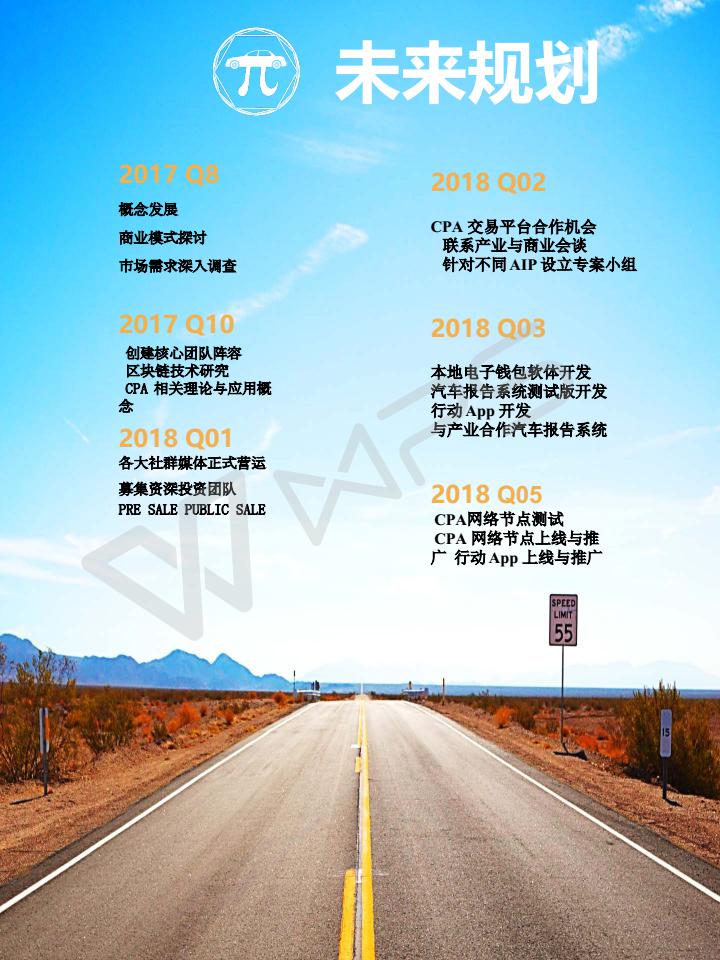 π
未来规划
2017 Q8
概念发展
商业模式探讨
市场需求深入调查
2017 Q10
创建核心团队阵容
区块链技术研究
CPA 相关理论与应用概
念
2018 Q01
各大社群媒体正式营运
募集资深投资团队
PRE SALE PUBLIC SALE
2018 Q02
CPA 交易平台合作机会
联系产业与商业会谈
针对不同 AIP 设立专案小组
2018 Q03
本地电子钱包软体开发
汽车报告系统测试版开发
行动 App 开发
与产业合作汽车报告系统
2018 Q05
CPA网络节点测试
CPA 网络节点上线与推
广 行动 App 上线与推广
WPS
SPEED
LIMIT
55
15